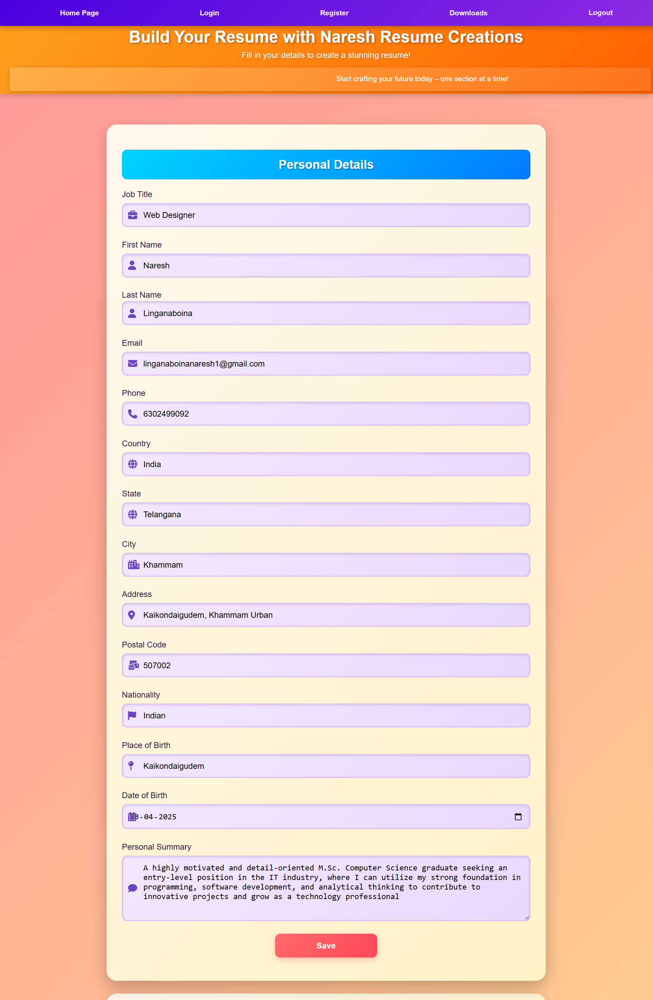 Home Page Login Register Downloads Logout
Build Your Resume with Naresh Resume Creations
Fill in your details to create a stunning resume!
Start crafting your future today – one section at a time!
Personal Details
Job Title
Web Designer
First Name
Naresh
Last Name
Linganaboina
Email
linganaboinanaresh1@gmail.com
Phone
6302499092
Country
India
State
Telangana
City
Khammam
Address
Kaikondaigudem, Khammam Urban
Postal Code
507002
Nationality
Indian
Place of Birth
Kaikondaigudem
Date of Birth
-04-2025
Personal Summary
A highly motivated and detail-oriented M.Sc. Computer Science graduate seeking an
entry-level position in the IT industry, where I can utilize my strong foundation in
programming, software development, and analytical thinking to contribute to
innovative projects and grow as a technology professional
Save